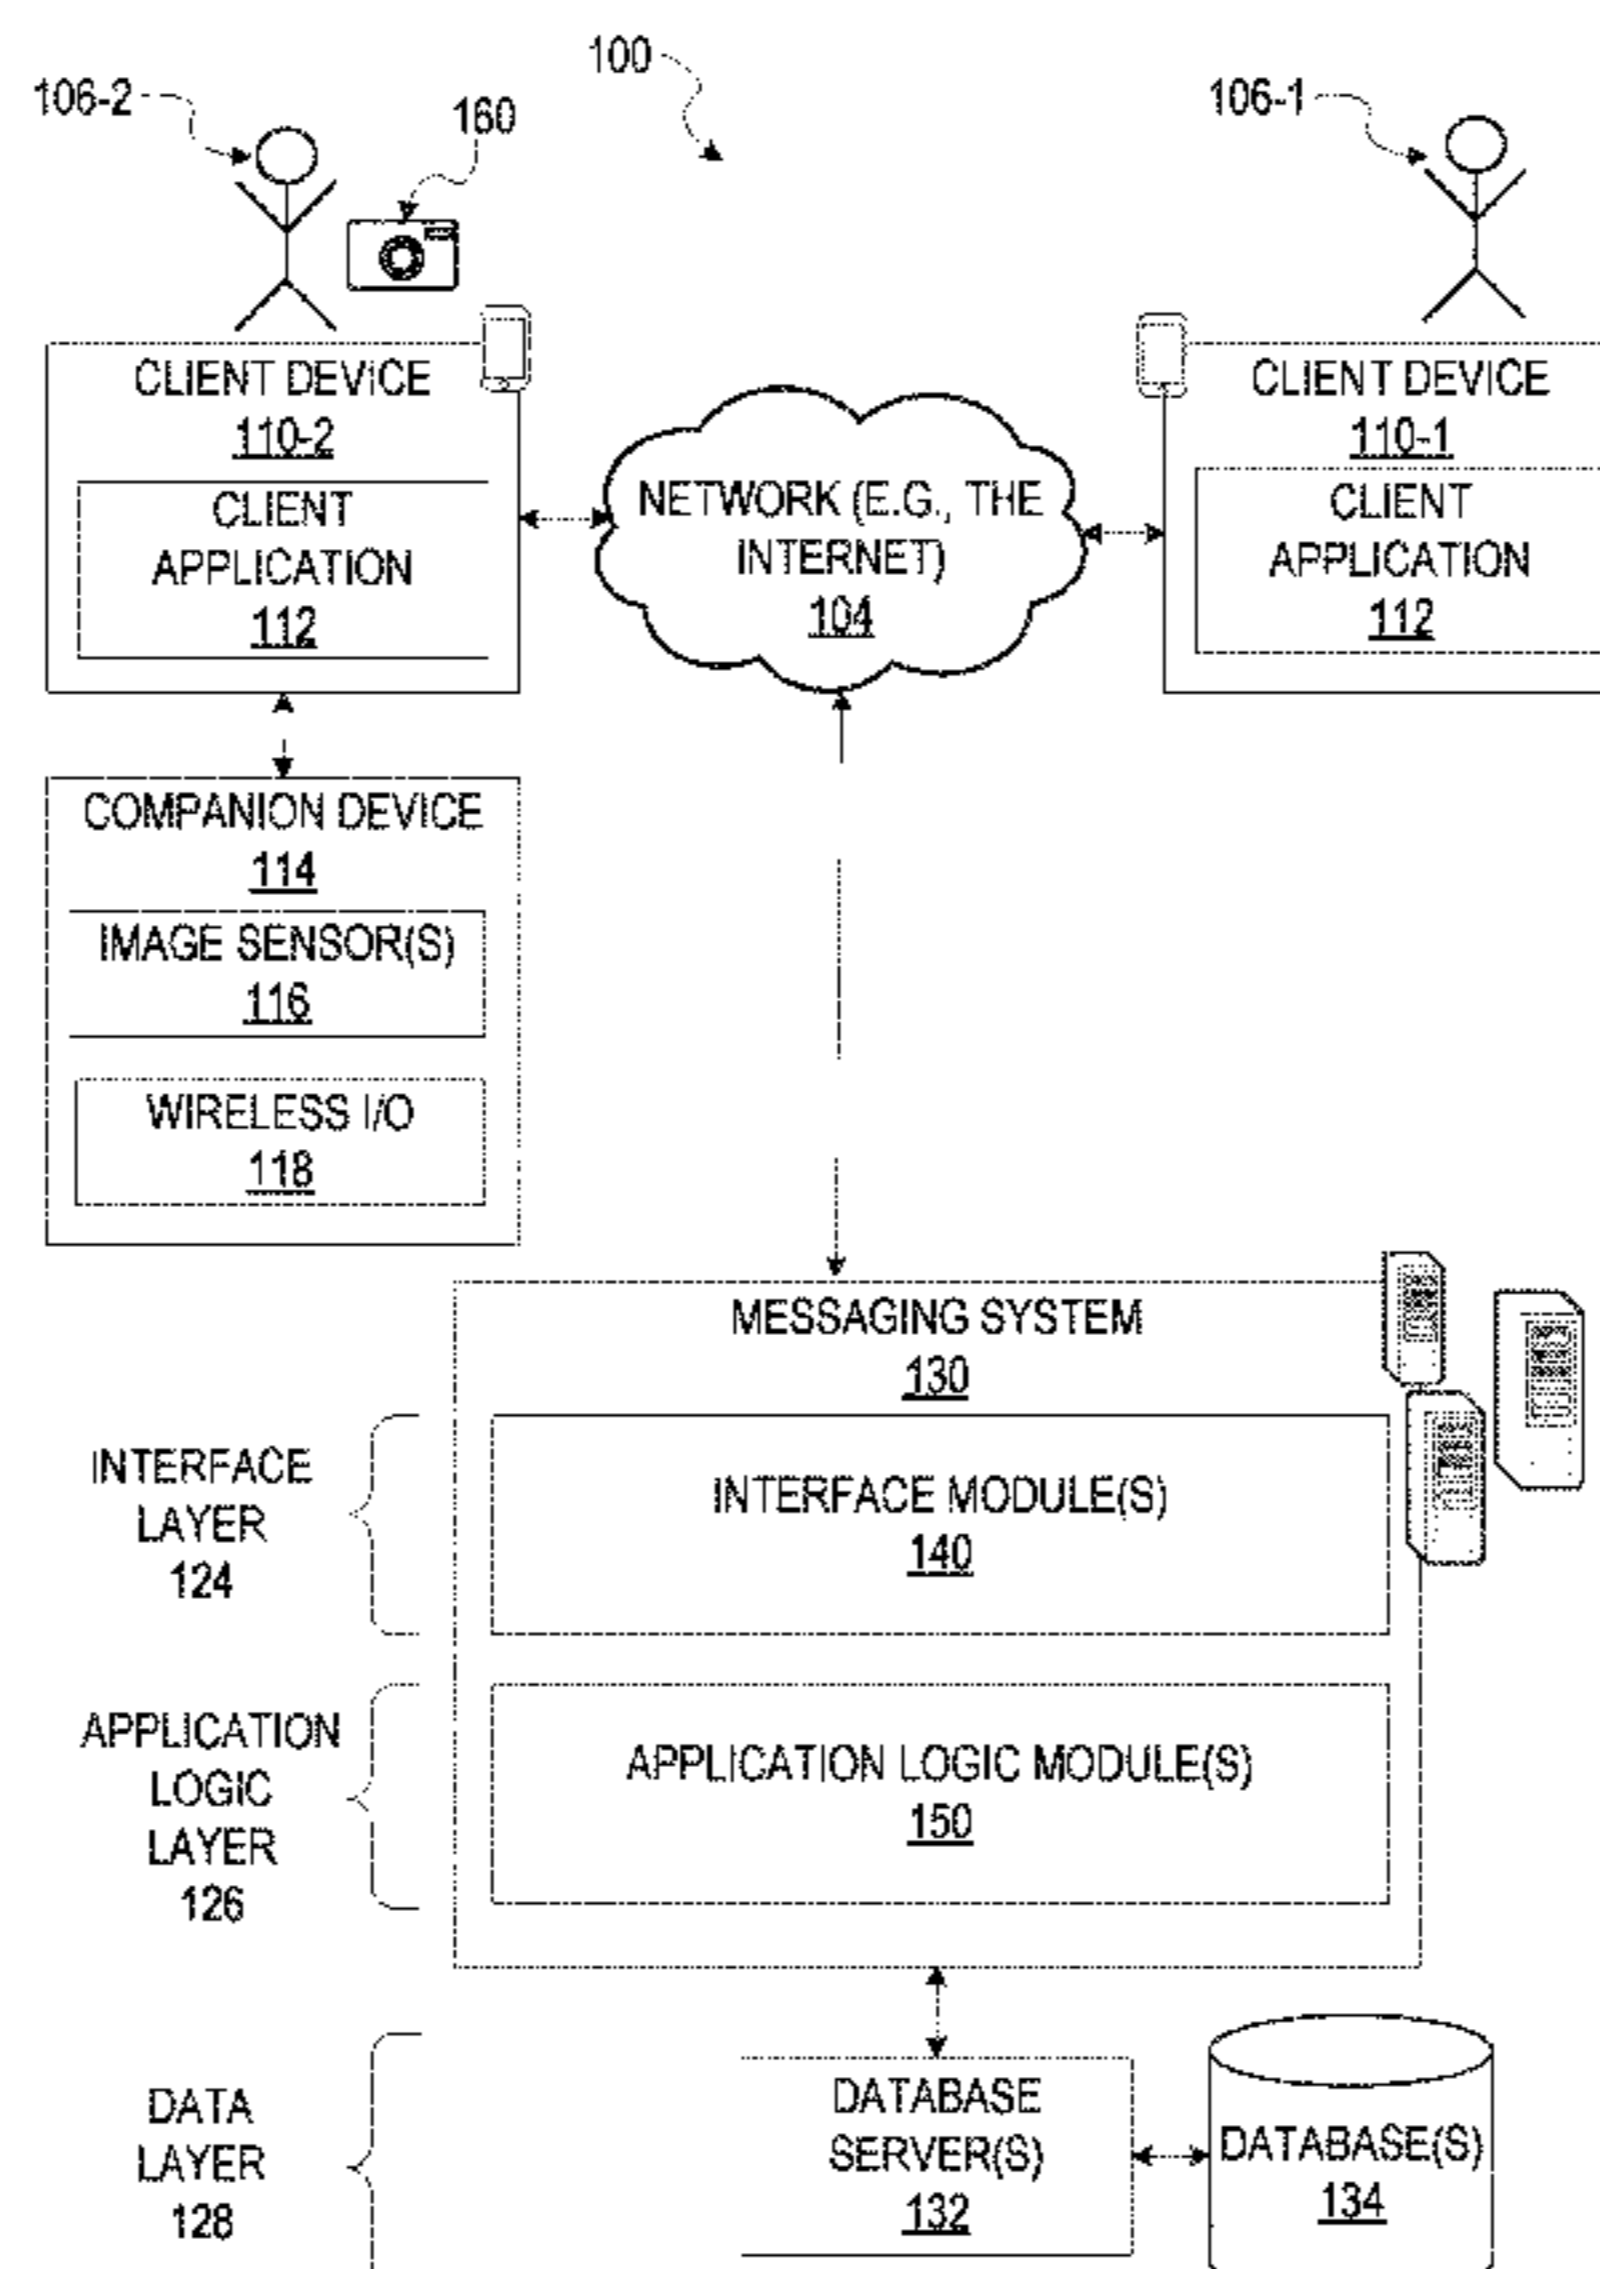 100
106-2
160
106-1
CLIENT DEVICE
110-2
CLIENT
APPLICATION
112
NETWORK (E.G., THE
INTERNET)
104
CLIENT DEVICE
110-1
CLIENT
APPLICATION
112
COMPANION DEVICE
114
IMAGE SENSOR(S)
116
WIRELESS I/O
118
MESSAGING SYSTEM
130
INTERFACE
LAYER
124
INTERFACE MODULE(S)
140
APPLICATION
LOGIC
LAYER
126
APPLICATION LOGIC MODULE(S)
150
DATA
LAYER
128
DATABASE
SERVER(S)
132
DATABASE(S)
134